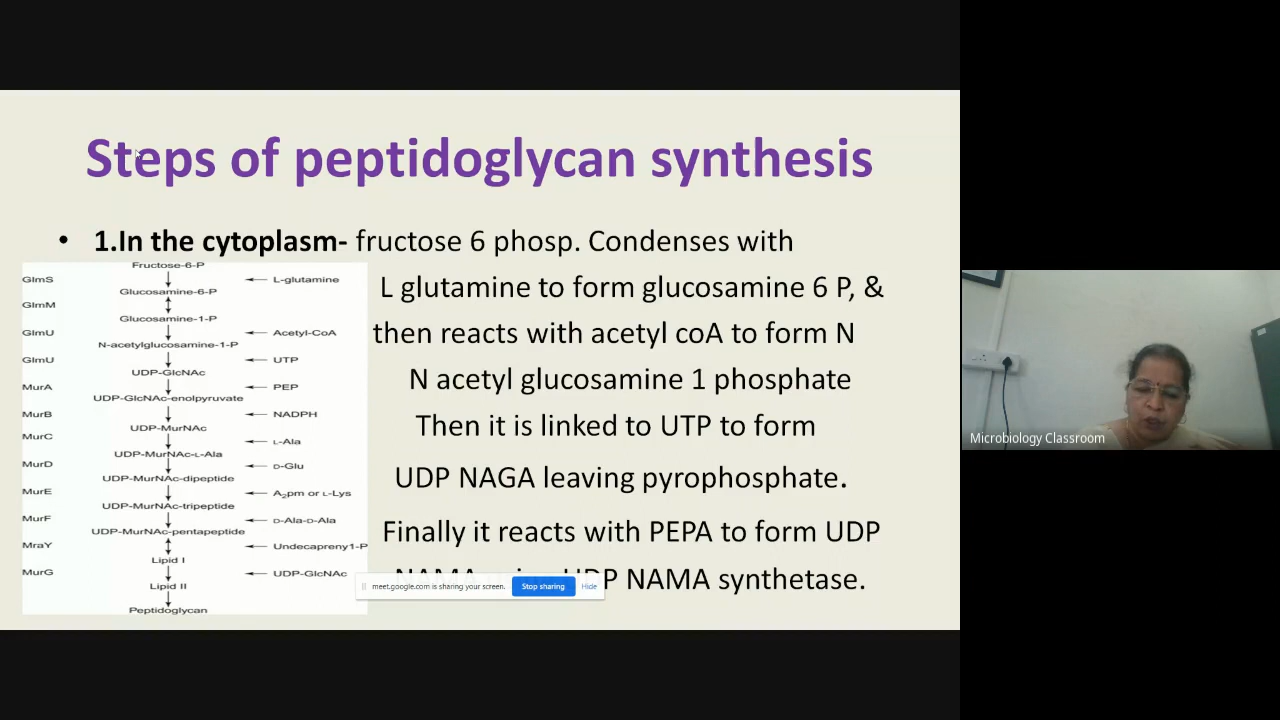 Steps of peptidoglycan synthesis
• 1.In the cytoplasm- fructose 6 phosp. Condenses with
L glutamine to form glucosamine 6 P, &
then reacts with acetyl coA to form N
N acetyl glucosamine 1 phosphate
Then it is linked to UTP to form
UDP NAGA leaving pyrophosphate.
Finally it reacts with PEPA to form UDP
UDP NAMA synthetase.
Fructose-6-P
GlmS L-glutamine
Glucosamine-6-P
GlmM
Glucosamine-1-P
GlmU Acetyl-CoA
N-acetylglucosamine-1-P
GlmU UTP
UDP-GlcNAc
MurA PEP
UDP-GlcNAc-enolpyruvate
MurB NADPH
UDP-MurNAc
MurC L-Ala
UDP-MurNAc-L-Ala
MurD D-Glu
UDP-MurNAc-dipeptide
MurE A2pm or L-Lys
UDP-MurNAc-tripeptide
MurF D-Ala-D-Ala
UDP-MurNAc-pentapeptide
MraY Undecapreny1-P
Lipid I
MurG UDP-GlcNAc
Lipid II
Peptidoglycan
meet.google.com is sharing your screen. Stop sharing Hide
Microbiology Classroom